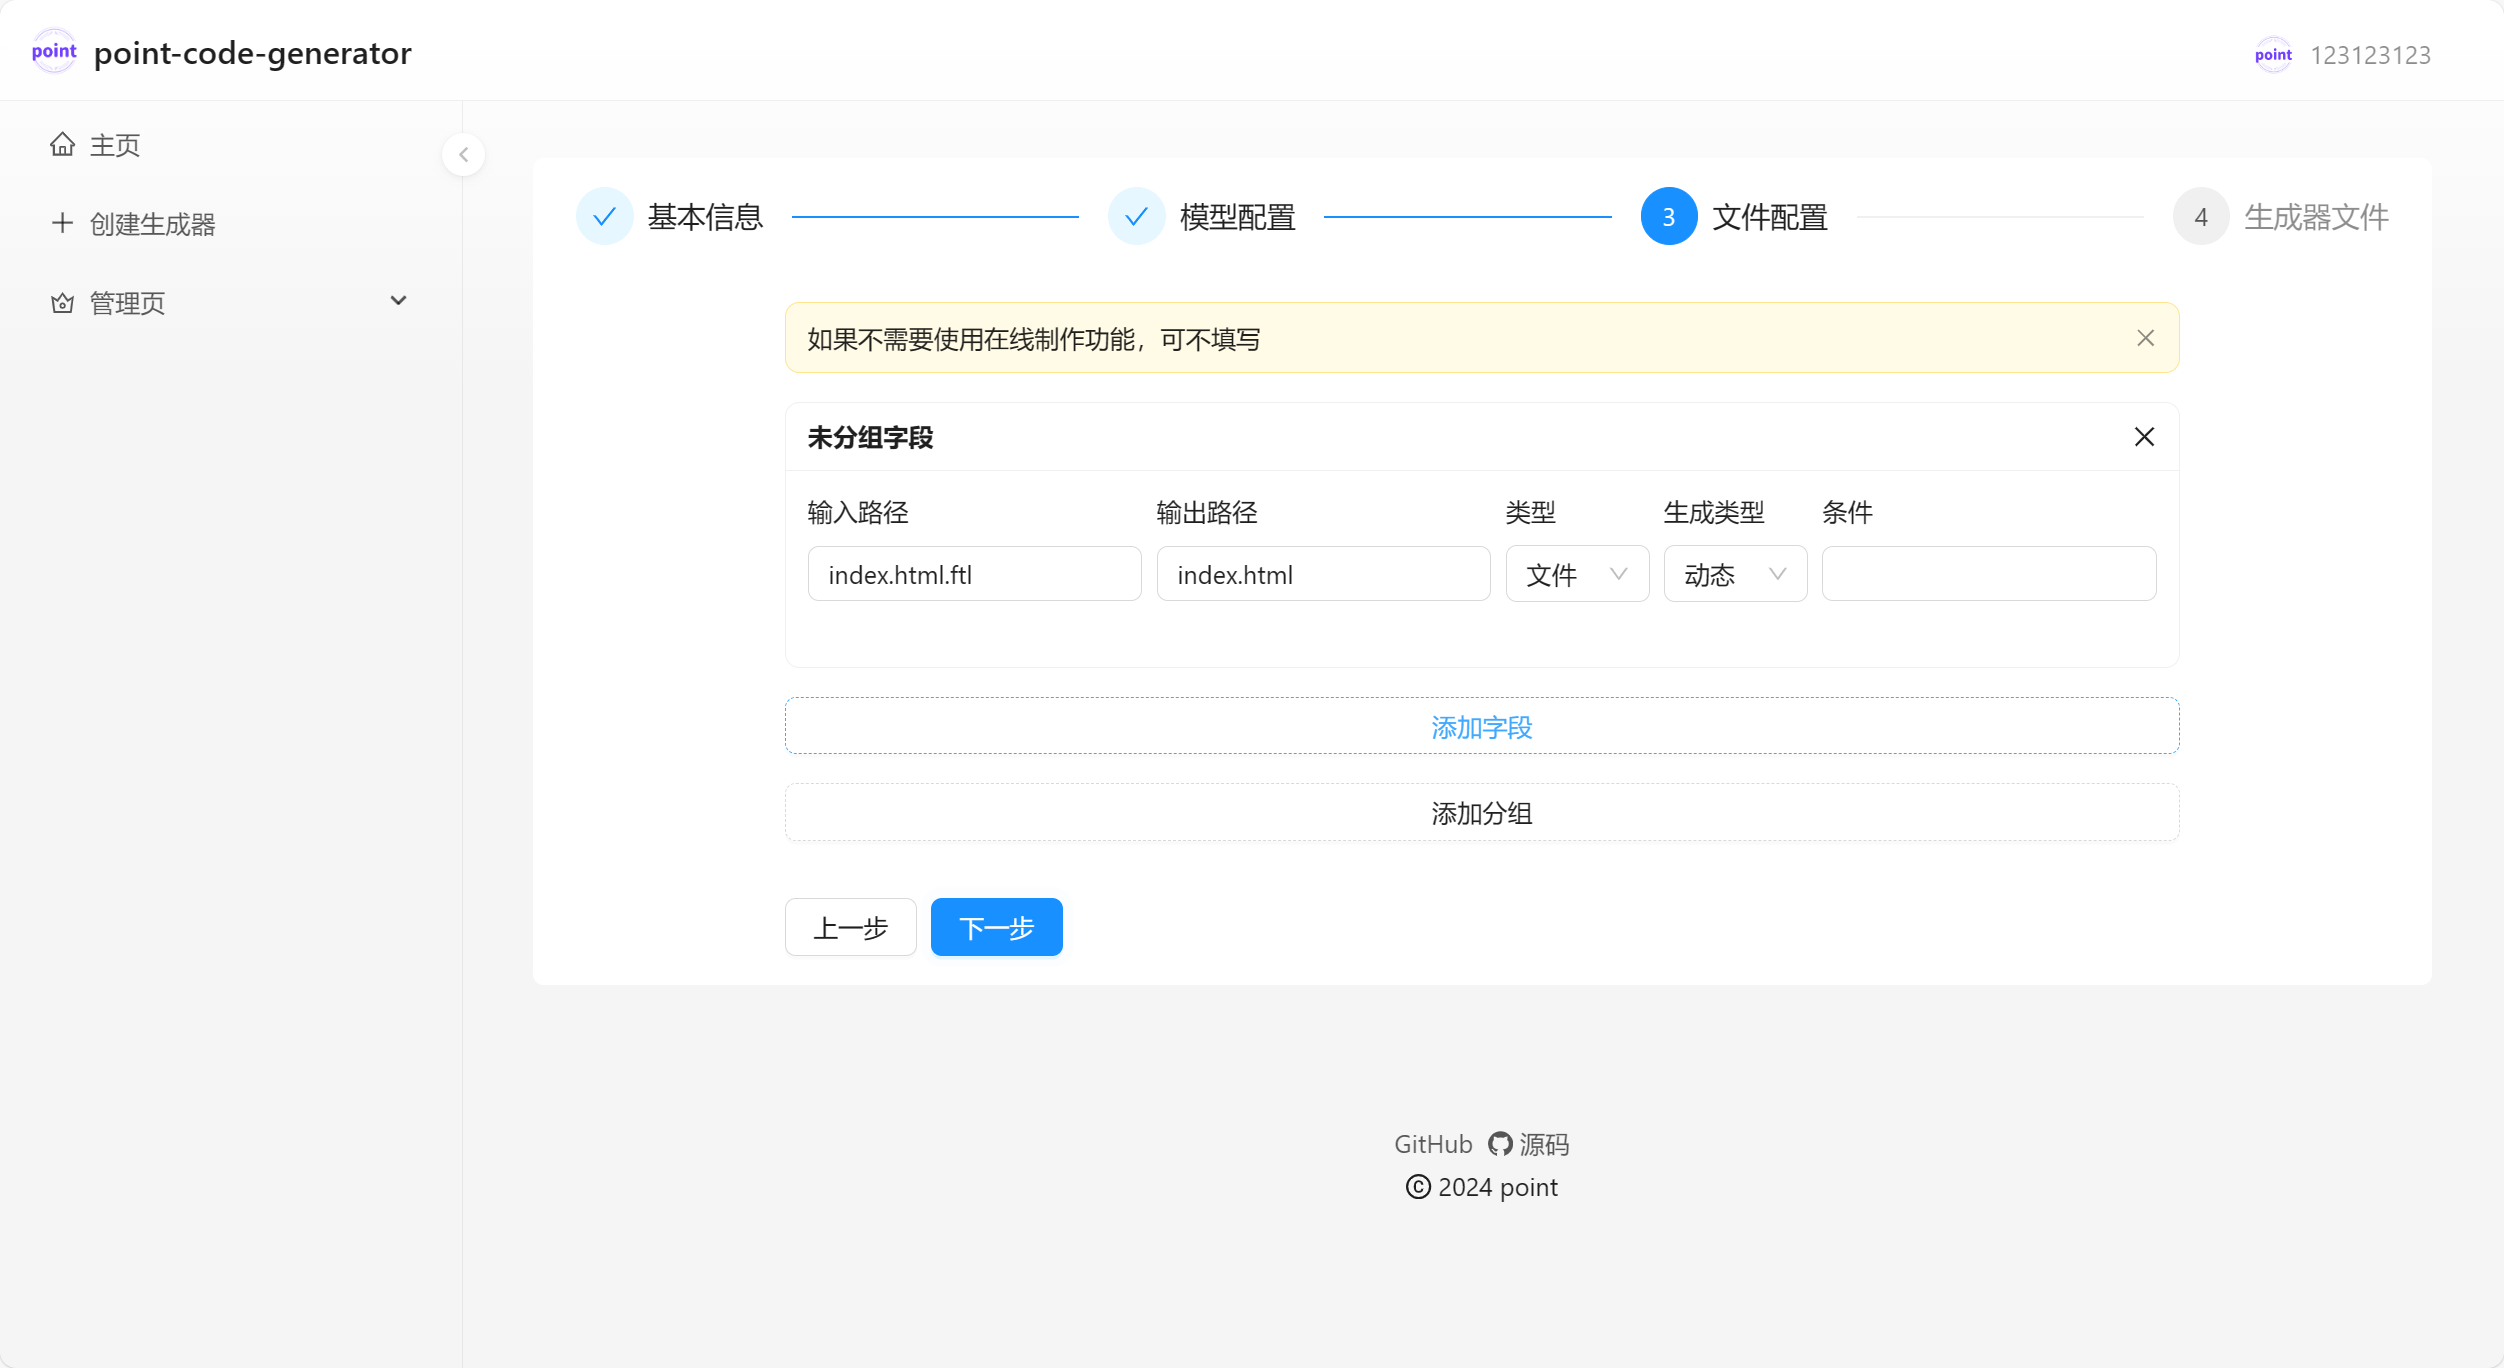 point
point-code-generator
point
123123123
主页
创建生成器
管理页
基本信息
模型配置
3
文件配置
4
生成器文件
如果不需要使用在线制作功能，可不填写
未分组字段
输入路径 输出路径 类型 生成类型 条件
index.html.ftl index.html 文件 动态
添加字段
添加分组
上一步 下一步
GitHub 源码
© 2024 point